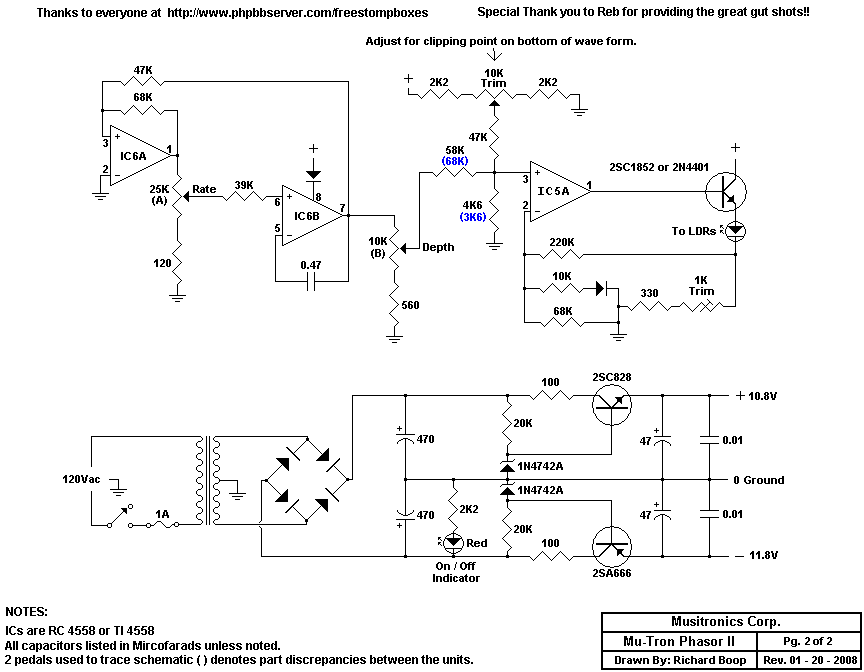 Thanks to everyone at http://www.phpbbserver.com/freestompboxes
Special Thank you to Reb for providing the great gut shots!!
Adjust for clipping point on bottom of wave form.
47K
68K
3
+
IC6A
1
2
−
25K
(A)
Rate
120
39K
+
8
6
+
IC6B
7
5
−
0.47
10K
(B)
Depth
560
+
2K2
10K
Trim
2K2
47K
58K
(68K)
4K6
(3K6)
3
+
IC5A
1
2
−
2SC1852 or 2N4401
+
To LDRs
220K
10K
68K
330
1K
Trim
120Vac
1A
+
470
470
+
2K2
Red
On / Off
Indicator
100
2SC828
20K
1N4742A
1N4742A
20K
100
2SA666
+
47
0.01
+
47
0.01
+ 10.8V
0 Ground
− 11.8V
NOTES:
ICs are RC 4558 or TI 4558
All capacitors listed in Mircofarads unless noted.
2 pedals used to trace schematic ( ) denotes part discrepancies between the units.
Musitronics Corp.
Mu-Tron Phasor II
Pg. 2 of 2
Drawn By: Richard Borp
Rev. 01 - 20 - 2008